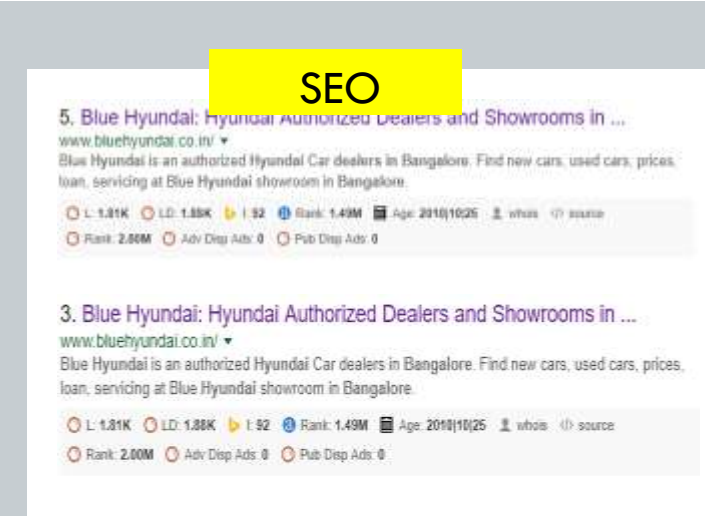 SEO
5. Blue Hyundai: Hyundai Authorized Dealers and Showrooms in ...
www.bluehyundai.co.in/
Blue Hyundai is an authorized Hyundai Car dealers in Bangalore. Find new cars, used cars, prices,
loan, servicing at Blue Hyundai showroom in Bangalore.
L: 1.81K LD: 1.88K I: 92 Rank: 1.49M Age: 2010|10|25 whois source
Rank: 2.00M Adv Disp Ads: 0 Pub Disp Ads: 0
3. Blue Hyundai: Hyundai Authorized Dealers and Showrooms in ...
www.bluehyundai.co.in/
Blue Hyundai is an authorized Hyundai Car dealers in Bangalore. Find new cars, used cars, prices,
loan, servicing at Blue Hyundai showroom in Bangalore.
L: 1.81K LD: 1.88K I: 92 Rank: 1.49M Age: 2010|10|25 whois source
Rank: 2.00M Adv Disp Ads: 0 Pub Disp Ads: 0